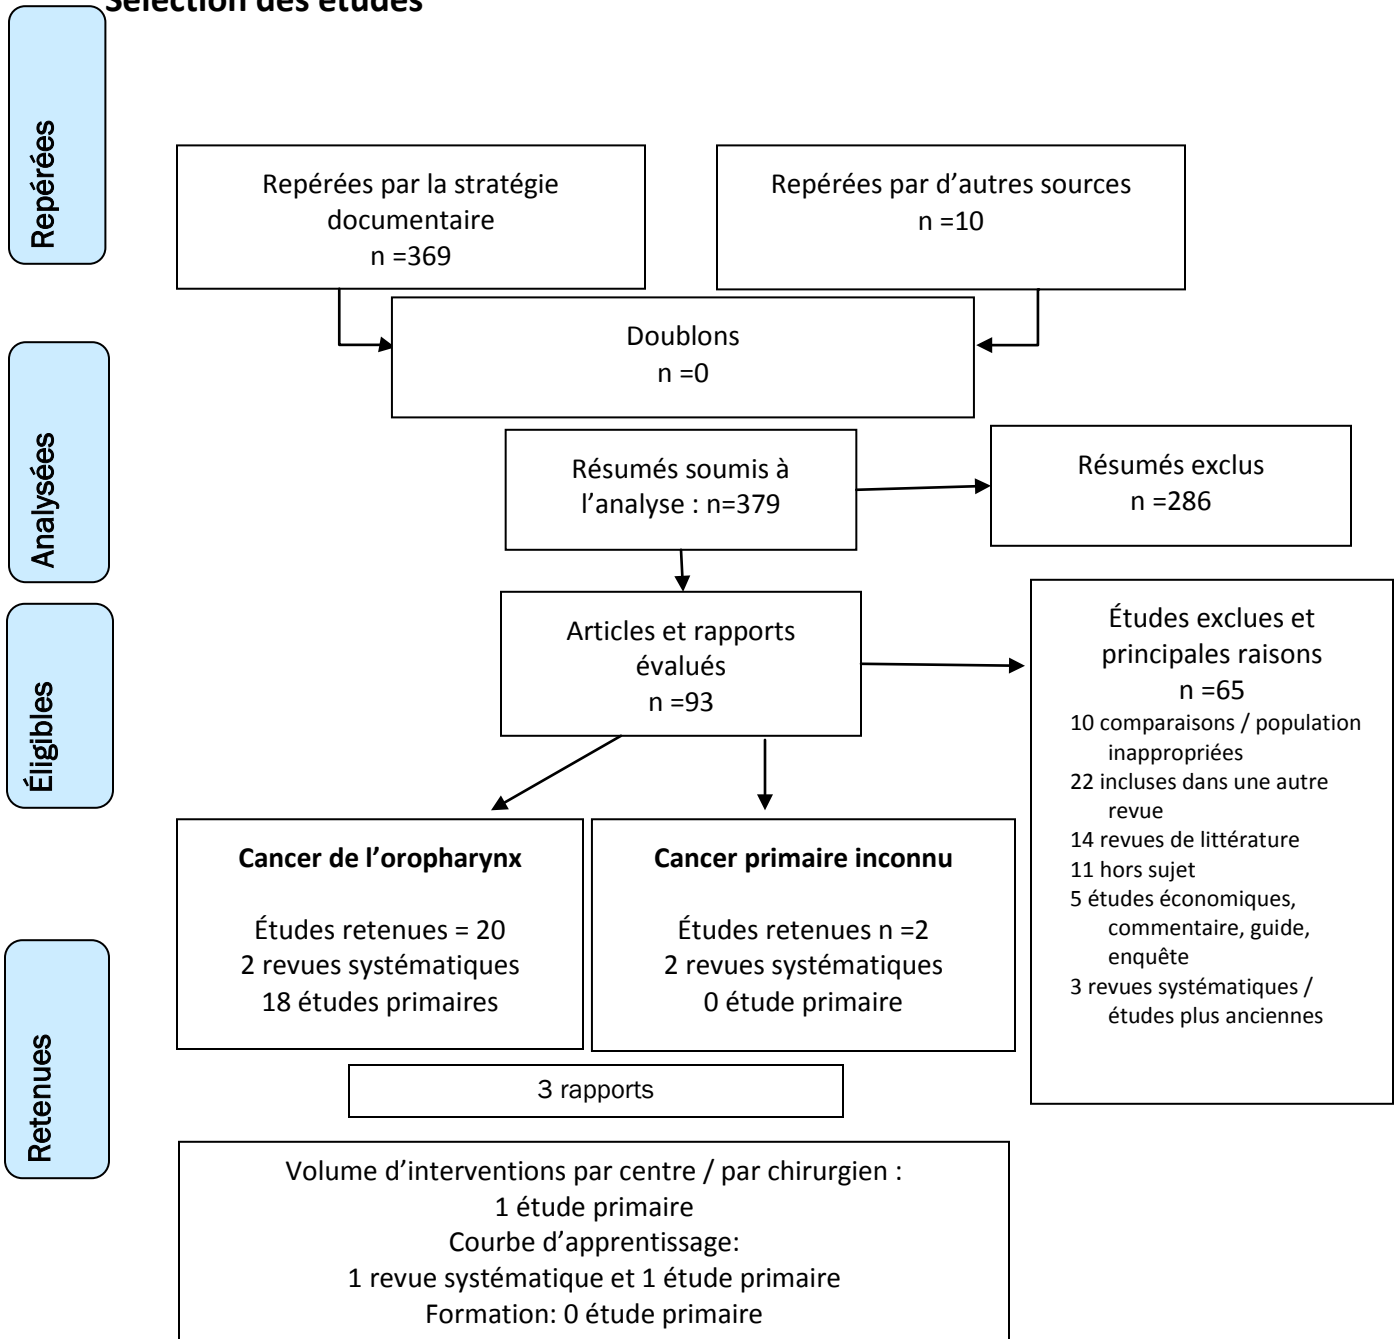 Sélection des études
Repérées
Repérées par la stratégie
documentaire
n =369
Repérées par d'autres sources
n =10
Doublons
n =0
Analysées
Résumés soumis à
l'analyse : n=379
Résumés exclus
n =286
Éligibles
Articles et rapports
évalués
n =93
Études exclues et
principales raisons
n =65
10 comparaisons / population
inappropriées
22 incluses dans une autre
revue
14 revues de littérature
11 hors sujet
5 études économiques,
commentaire, guide,
enquête
3 revues systématiques /
études plus anciennes
Retenues
Cancer de l'oropharynx
Études retenues = 20
2 revues systématiques
18 études primaires
Cancer primaire inconnu
Études retenues n =2
2 revues systématiques
0 étude primaire
3 rapports
Volume d'interventions par centre / par chirurgien :
1 étude primaire
Courbe d'apprentissage:
1 revue systématique et 1 étude primaire
Formation: 0 étude primaire